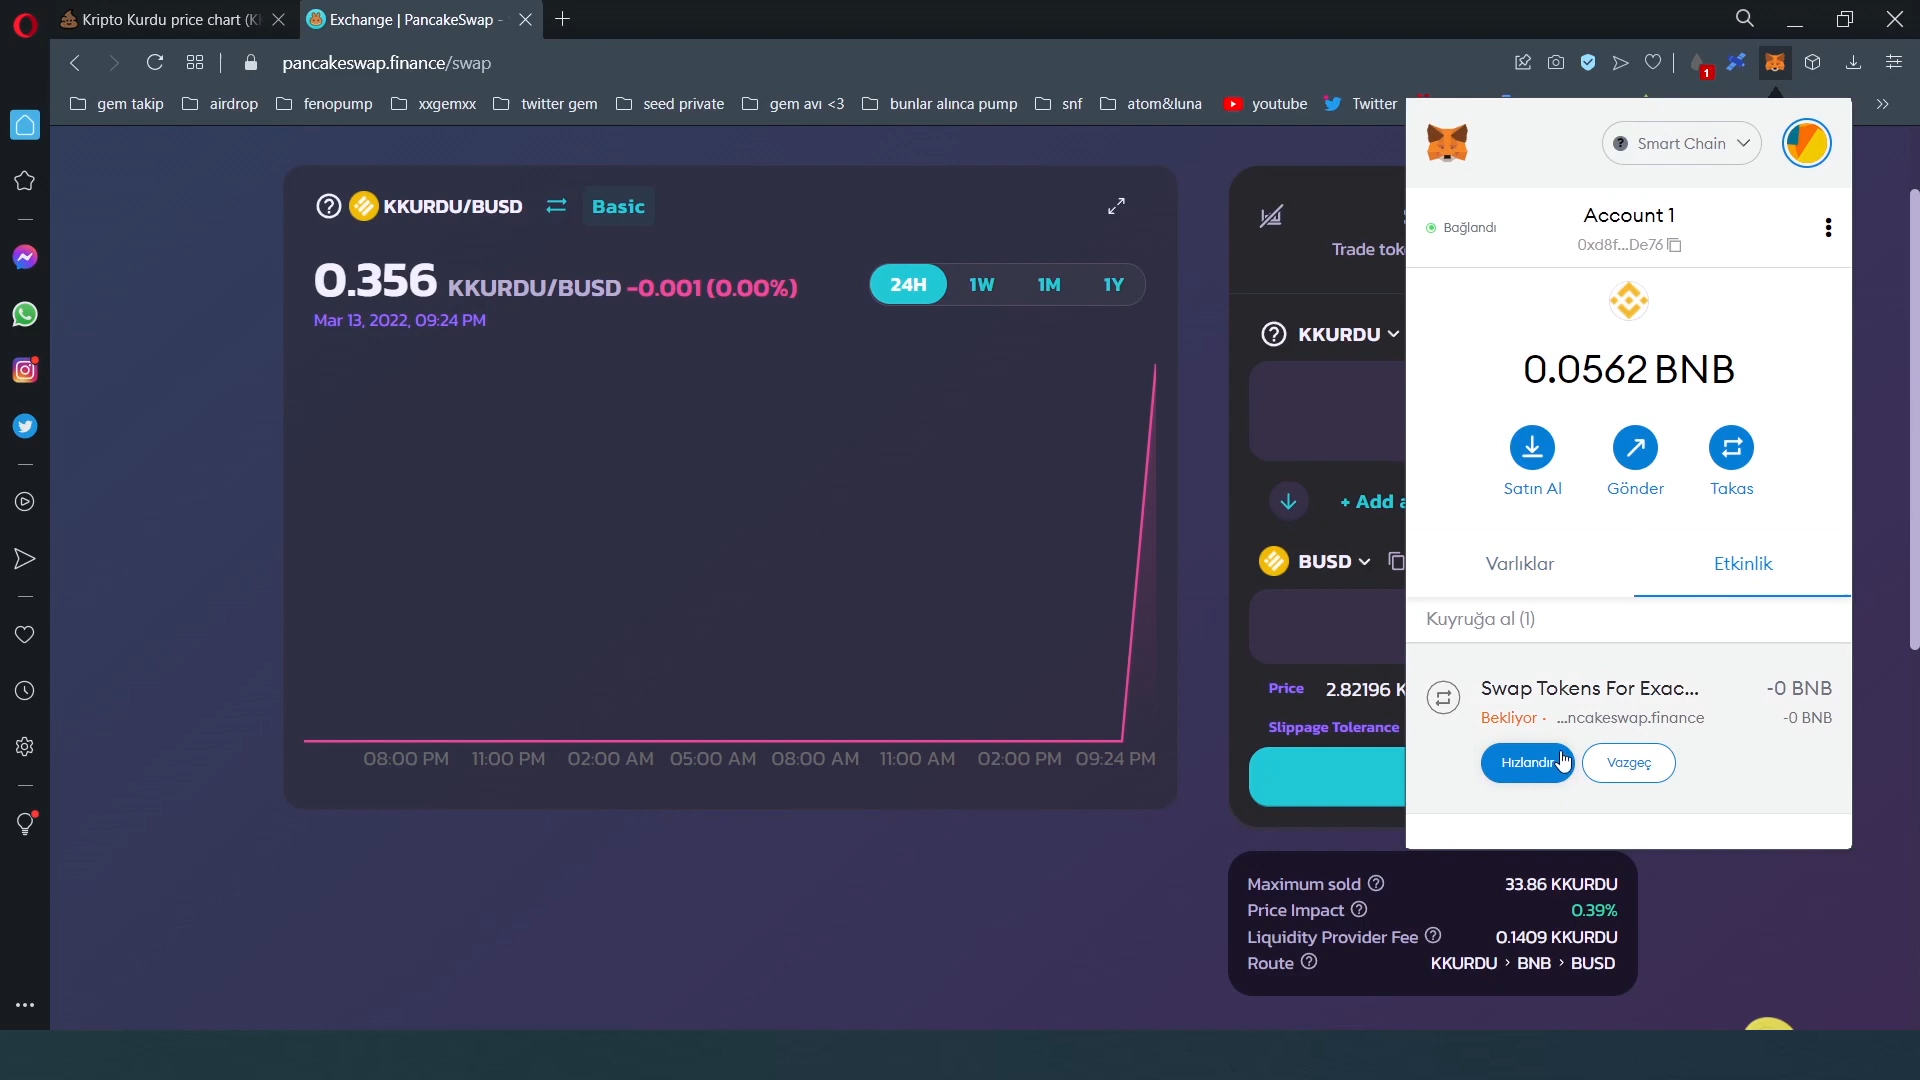 Kripto Kurdu price chart (K
Exchange | PancakeSwap -
pancakeswap.finance/swap
1
gem takip
airdrop
fenopump
xxgemxx
twitter gem
seed private
gem avı <3
bunlar alınca pump
snf
atom&luna
youtube
Twitter
KKURDU/BUSD
Basic
0.356 KKURDU/BUSD -0.001 (0.00%)
Mar 13, 2022, 09:24 PM
24H
1W
1M
1Y
08:00 PM
11:00 PM
02:00 AM
05:00 AM
08:00 AM
11:00 AM
02:00 PM
09:24 PM
Trade tok
KKURDU
+ Add a
BUSD
Price
2.82196 K
Slippage Tolerance
Maximum sold
33.86 KKURDU
Price Impact
0.39%
Liquidity Provider Fee
0.1409 KKURDU
Route
KKURDU > BNB > BUSD
Smart Chain
Bağlandı
Account 1
0xd8f...De76
0.0562 BNB
Satın Al
Gönder
Takas
Varlıklar
Etkinlik
Kuyruğa al (1)
Swap Tokens For Exac...
-0 BNB
Bekliyor · ...ncakeswap.finance
-0 BNB
Hızlandır
Vazgeç